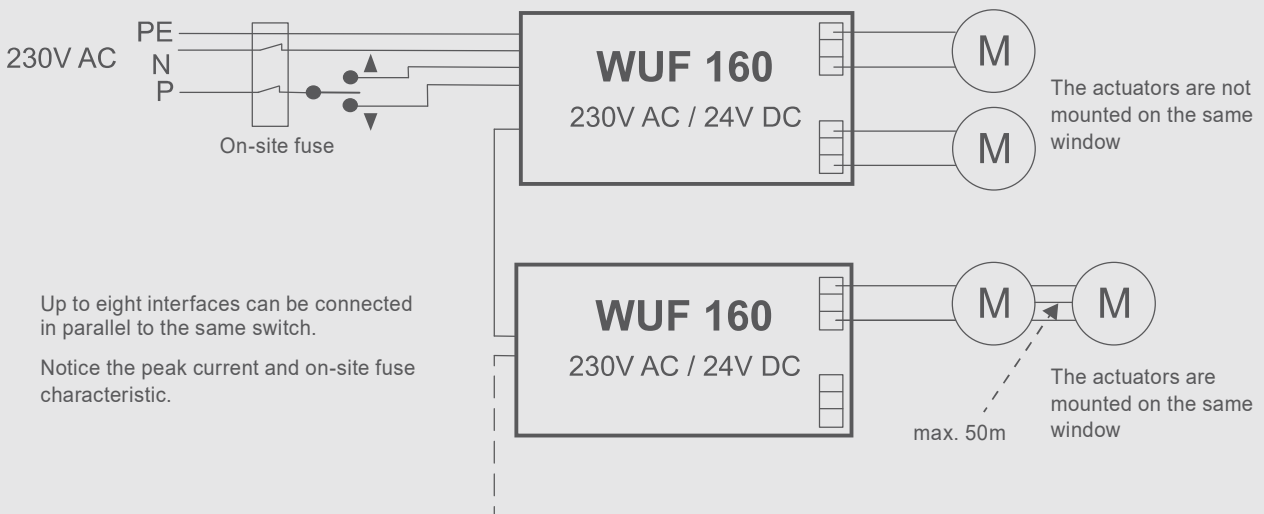 230V AC
PE
N
P
On-site fuse
WUF 160
230V AC / 24V DC
M
M
The actuators are not
mounted on the same
window
Up to eight interfaces can be connected
in parallel to the same switch.
Notice the peak current and on-site fuse
characteristic.
WUF 160
230V AC / 24V DC
M
M
max. 50m
The actuators are
mounted on the same
window